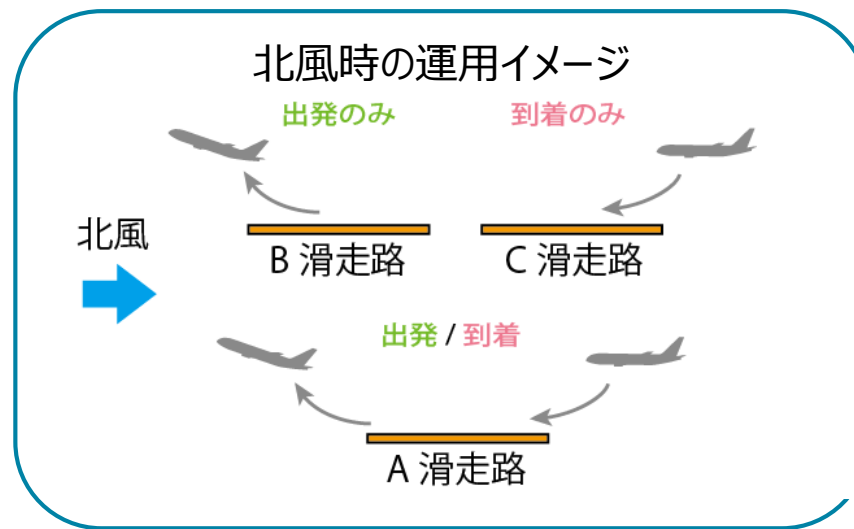 北風時の運用イメージ
出発のみ
到着のみ
北風
B 滑走路
C 滑走路
出発 / 到着
A 滑走路